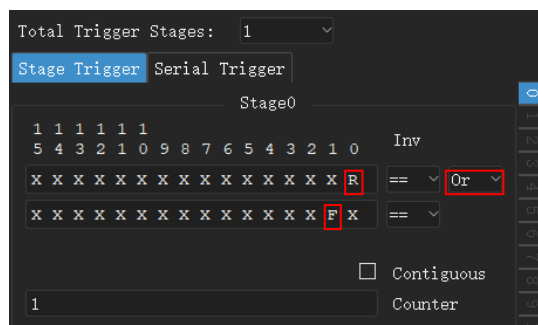 Total Trigger Stages: 1
Stage Trigger Serial Trigger
Stage0
1 1 1 1 1 1
5 4 3 2 1 0 9 8 7 6 5 4 3 2 1 0 Inv
X X X X X X X X X X X X X X X R == Or
X X X X X X X X X X X X X X F X ==
Contiguous
1 Counter
0